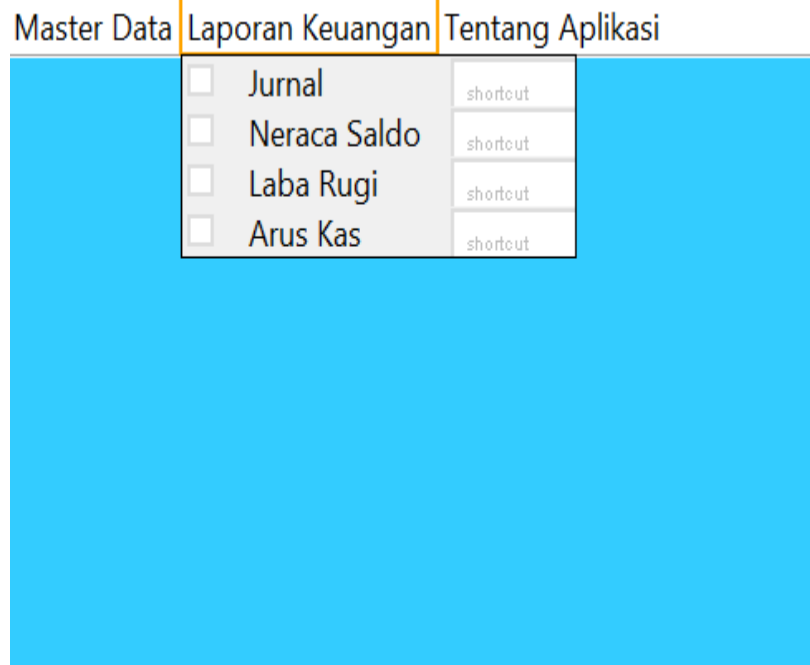 Master Data Laporan Keuangan Tentang Aplikasi
Jurnal shortcut
Neraca Saldo shortcut
Laba Rugi shortcut
Arus Kas shortcut